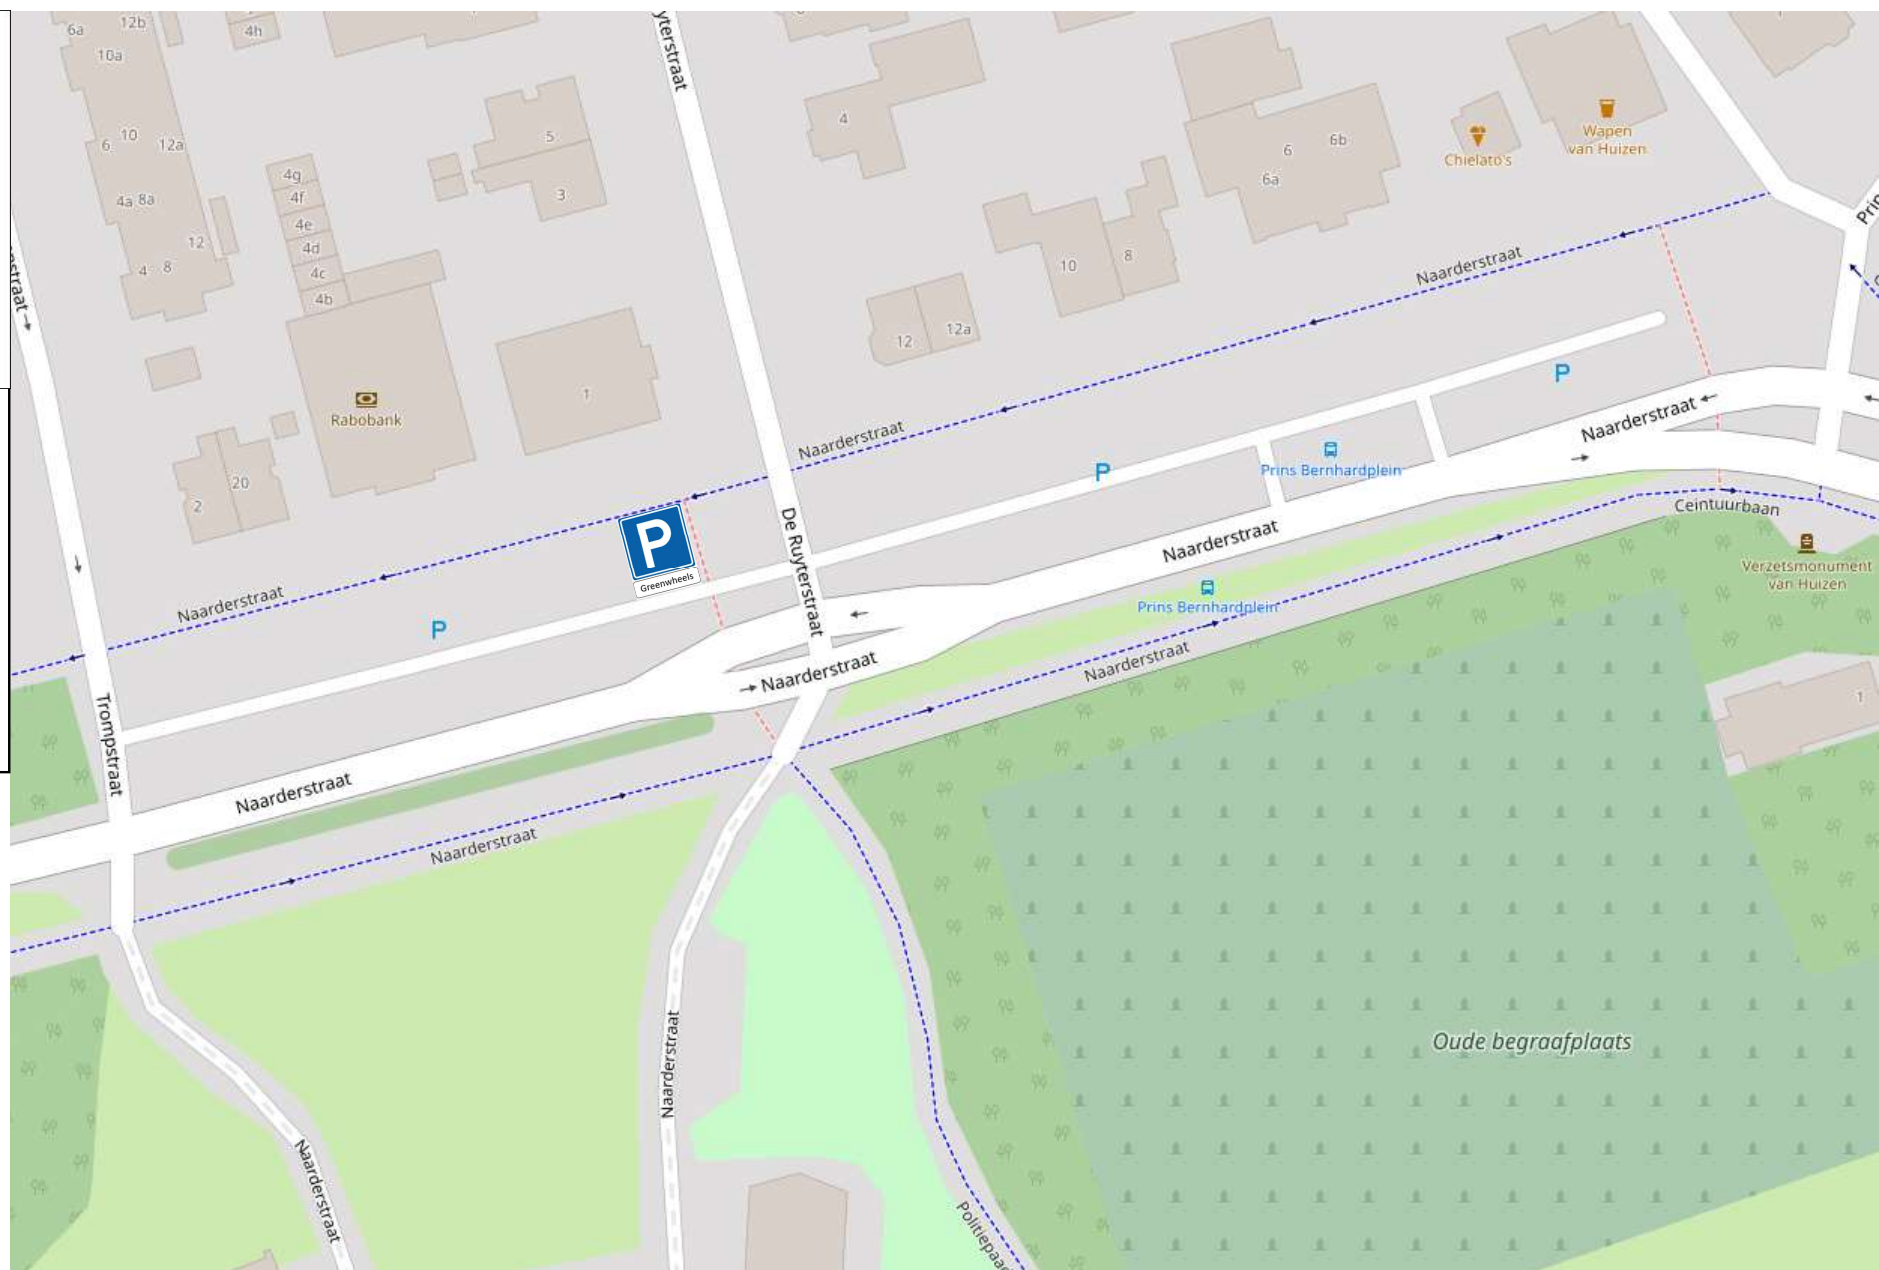 6a
12b
4h
10a
6
10
12a
4a
8a
12
4
8
4g
4f
4e
4d
4c
4b
5
3
yterstraat
4
6
6b
6a
Chielato's
Wapen
van Huizen
10
8
12
12a
Naarderstraat
Naarderstraat
Rabobank
1
2
20
P
Greenwheels
P
P
P
Prins Bernhardplein
Naarderstraat
De Ruyterstraat
Naarderstraat
Prins Bernhardplein
Ceintuurbaan
Verzetsmonument
van Huizen
Naarderstraat
Trompstraat
Naarderstraat
Naarderstraat
Naarderstraat
Naarderstraat
1
Naarderstraat
Naarderstraat
Oude begraafplaats
Politiepaa